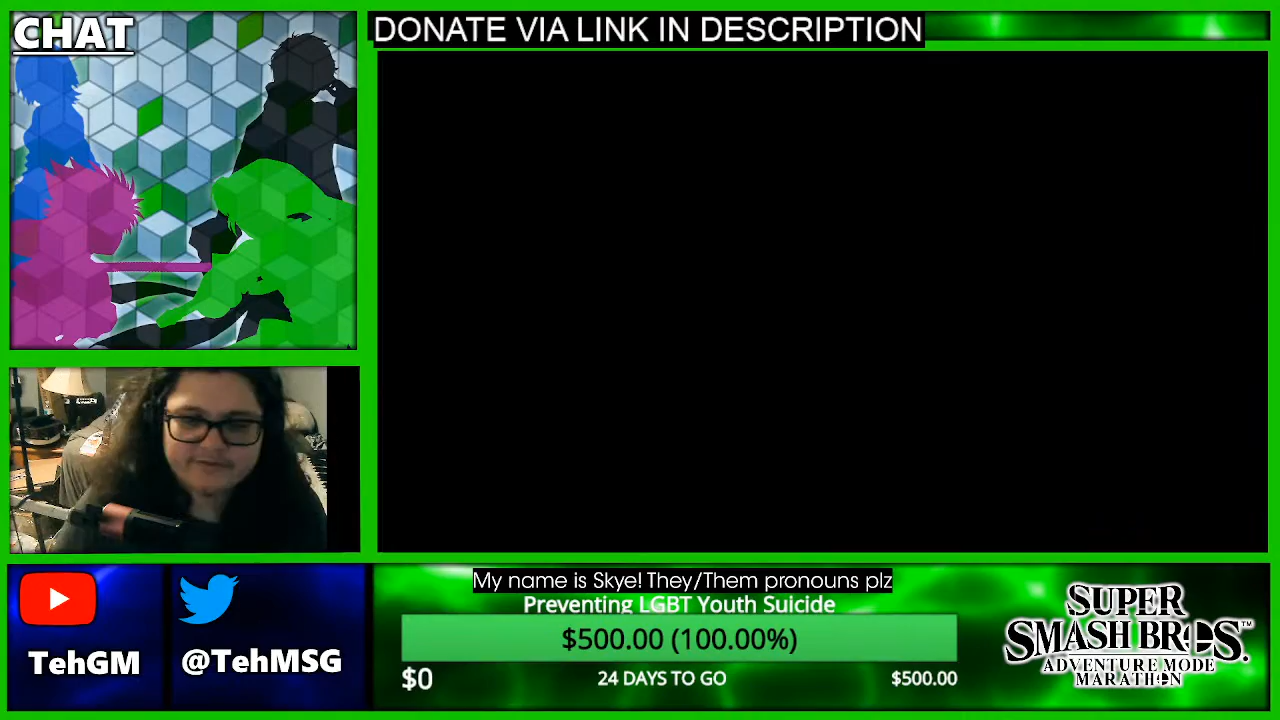 CHAT
DONATE VIA LINK IN DESCRIPTION
My name is Skye! They/Them pronouns plz
Preventing LGBT Youth Suicide
$500.00 (100.00%)
$0
24 DAYS TO GO
$500.00
TehGM
@TehMSG
SUPER
SMASH BROS.™
ADVENTURE MODE
MARATHON